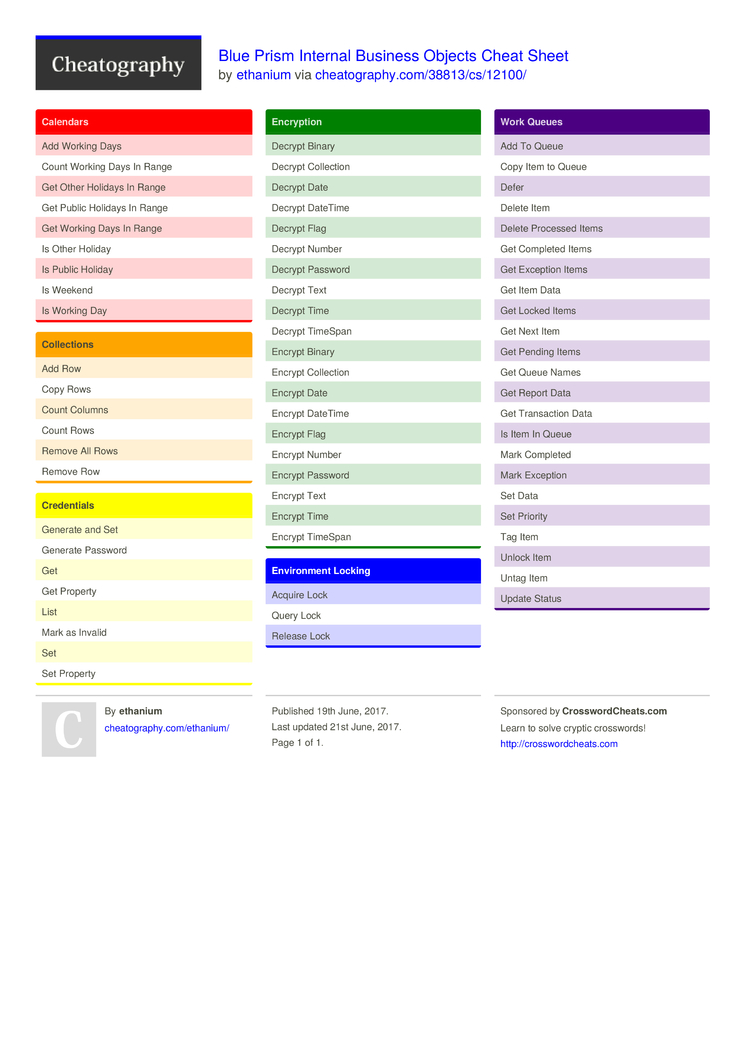 Cheatography
Blue Prism Internal Business Objects Cheat Sheet
by ethanium via cheatography.com/38813/cs/12100/
Calendars
Add Working Days
Count Working Days In Range
Get Other Holidays In Range
Get Public Holidays In Range
Get Working Days In Range
Is Other Holiday
Is Public Holiday
Is Weekend
Is Working Day
Collections
Add Row
Copy Rows
Count Columns
Count Rows
Remove All Rows
Remove Row
Credentials
Generate and Set
Generate Password
Get
Get Property
List
Mark as Invalid
Set
Set Property
Encryption
Decrypt Binary
Decrypt Collection
Decrypt Date
Decrypt DateTime
Decrypt Flag
Decrypt Number
Decrypt Password
Decrypt Text
Decrypt Time
Decrypt TimeSpan
Encrypt Binary
Encrypt Collection
Encrypt Date
Encrypt DateTime
Encrypt Flag
Encrypt Number
Encrypt Password
Encrypt Text
Encrypt Time
Encrypt TimeSpan
Environment Locking
Acquire Lock
Query Lock
Release Lock
Work Queues
Add To Queue
Copy Item to Queue
Defer
Delete Item
Delete Processed Items
Get Completed Items
Get Exception Items
Get Item Data
Get Locked Items
Get Next Item
Get Pending Items
Get Queue Names
Get Report Data
Get Transaction Data
Is Item In Queue
Mark Completed
Mark Exception
Set Data
Set Priority
Tag Item
Unlock Item
Untag Item
Update Status
C
By ethanium
cheatography.com/ethanium/
Published 19th June, 2017.
Last updated 21st June, 2017.
Page 1 of 1.
Sponsored by CrosswordCheats.com
Learn to solve cryptic crosswords!
http://crosswordcheats.com